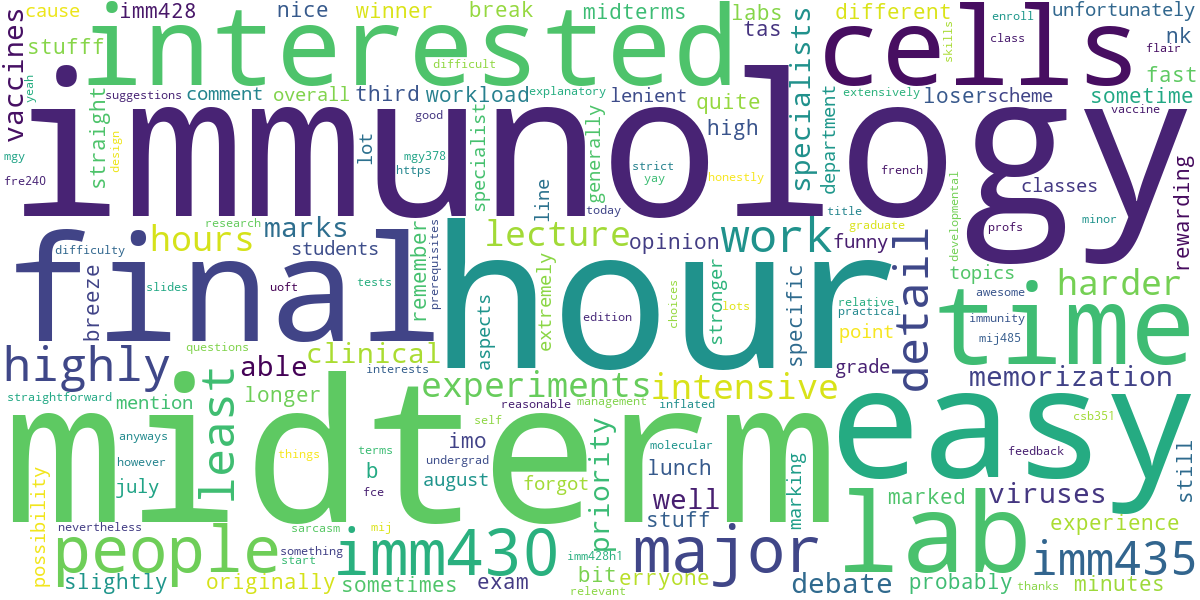 cause imm428 nice winner break midterms labs different enroll unfortunately
stufff interested tas cells class skills nk
vaccines yeah difficult specialists flair fast
suggestions comment overall third workload explanatory lenient quite extensively loserscheme sometime
straight design immunology good high department vaccine
mgy lot mgy378 specialist generally strict french classes
fre240 https yay honestly
line today title developmental minor rewarding
research marks graduate profs
hours lecture opinion work funny
difficulty students remember prerequisites detail topics
final hour extremely stronger specific awesome harder
breeze slides uoft tests aspects choices lots relative practical immunity time
edition point mij485
questions clinical
highly able interests grade memorization
straightforward least longer experiments intensive
mention reasonable management inflated csb351
midterm self easy
anyways terms imo molecular feedback
however b undergrad lunch still
july fce august forgot priority well marking marked viruses
possibility lab
nevertheless sarcasm mij stuff experience
people something imm430 imm428h1 major imm435
start bit
slightly originally sometimes exam relevant erryone debate probably thanks minutes